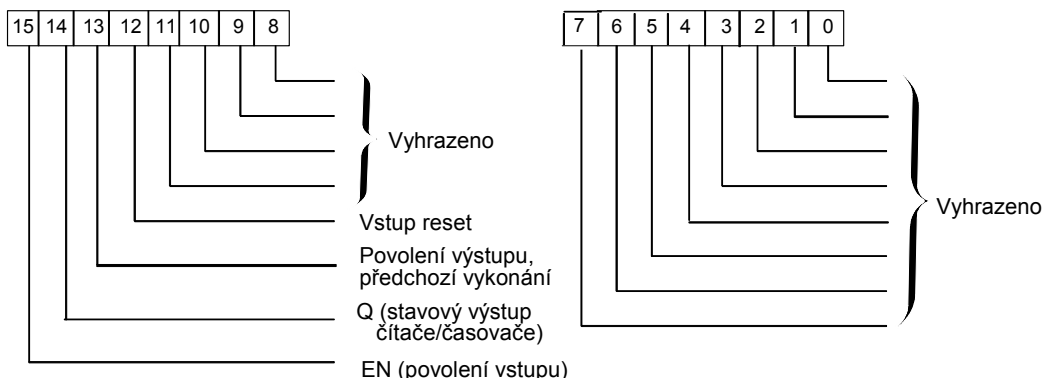 15 14 13 12 11 10 9 8
7 6 5 4 3 2 1 0
Vyhrazeno
Vstup reset
Povolení výstupu,
předchozí vykonání
Q (stavový výstup
čítače/časovače)
EN (povolení vstupu)
Vyhrazeno